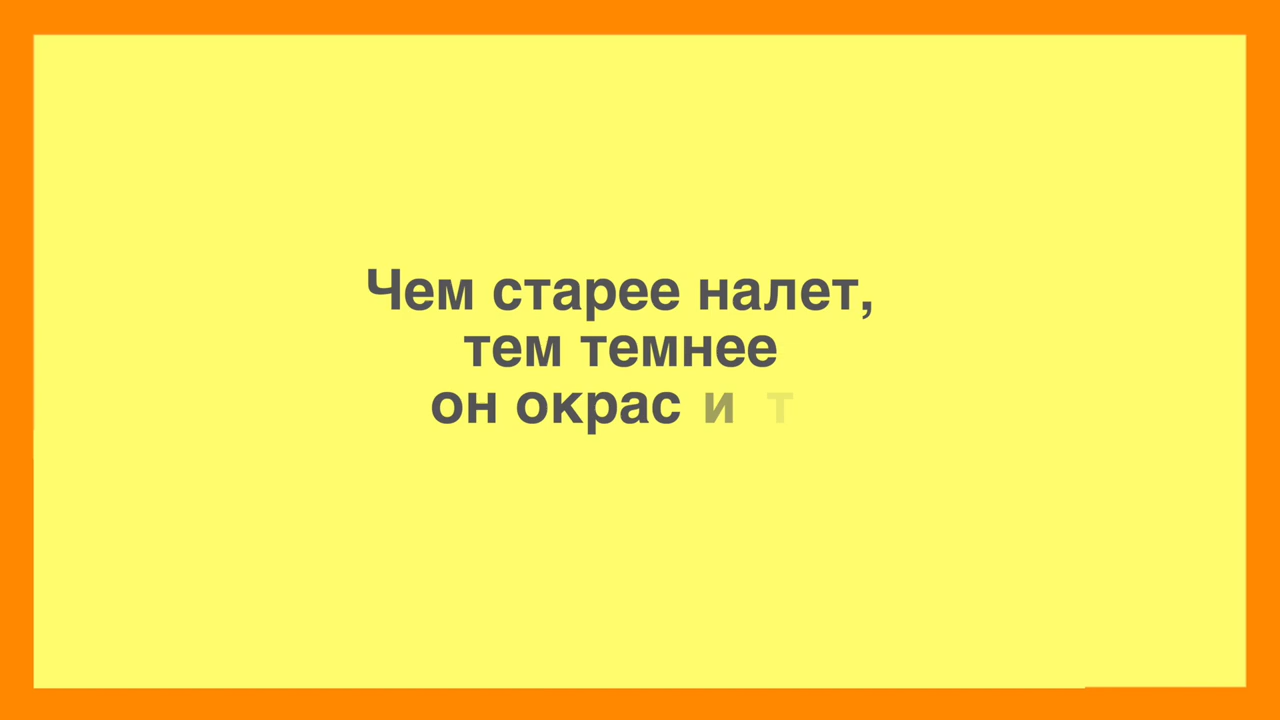 Чем старее налет,
тем темнее
он окрас и т